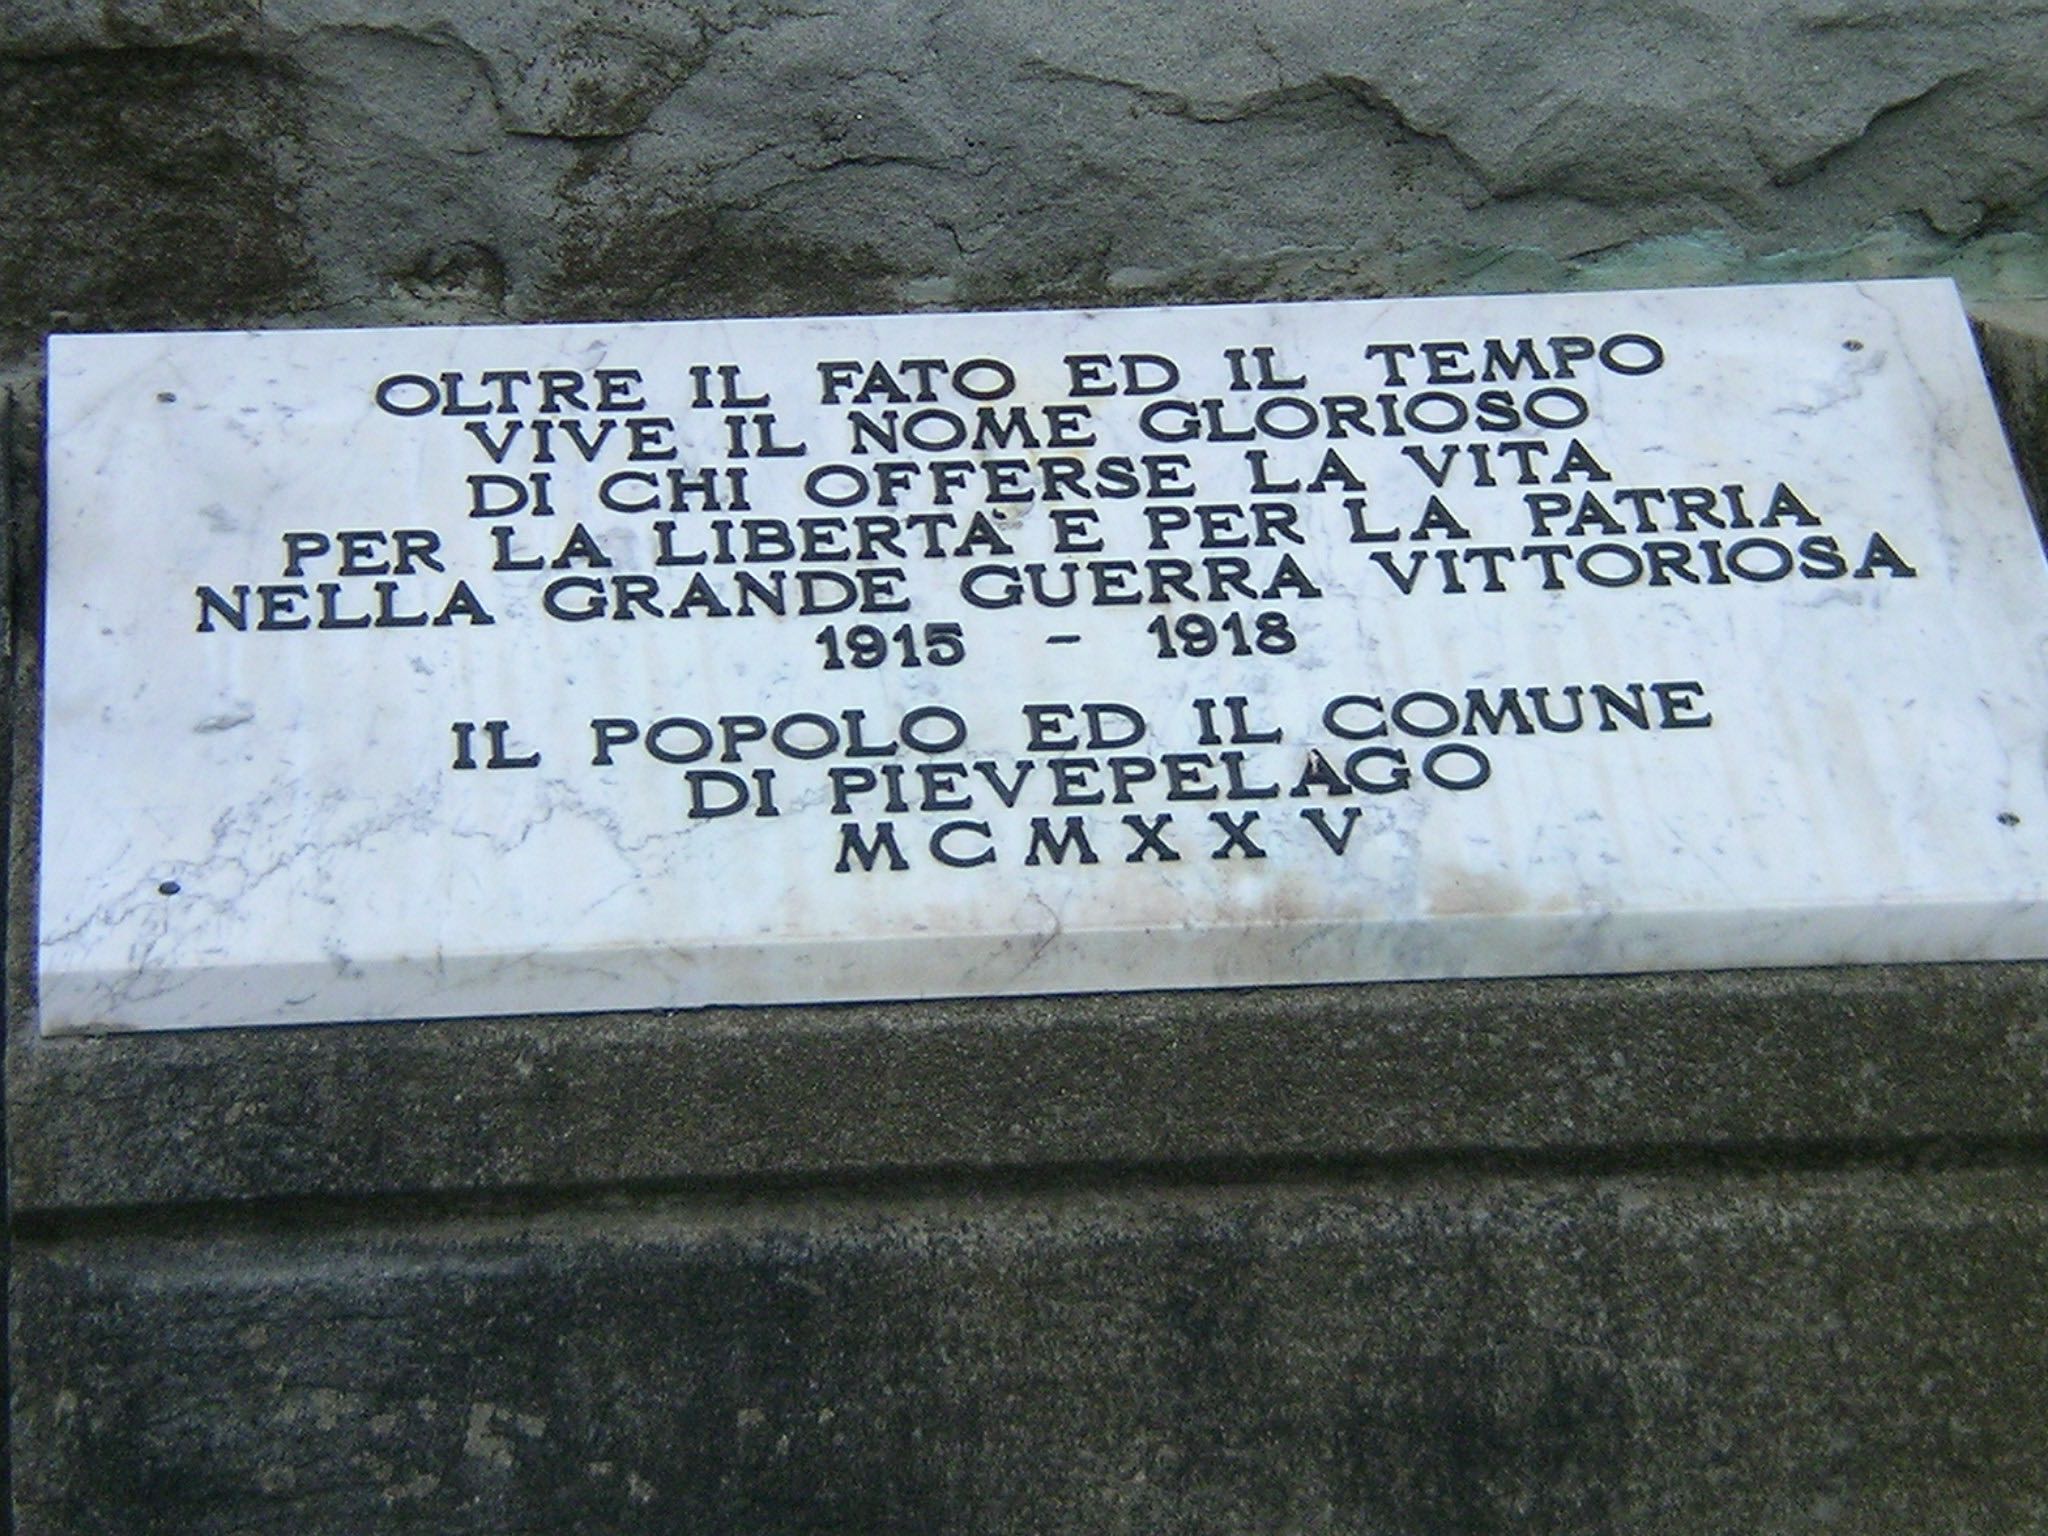 OLTRE IL FATO ED IL TEMPO
VIVE IL NOME GLORIOSO
DI CHI OFFERSE LA VITA
PER LA LIBERTA' E PER LA PATRIA
NELLA GRANDE GUERRA VITTORIOSA
1915 - 1918
IL POPOLO ED IL COMUNE
DI PIEVEPELAGO
MCMXXV